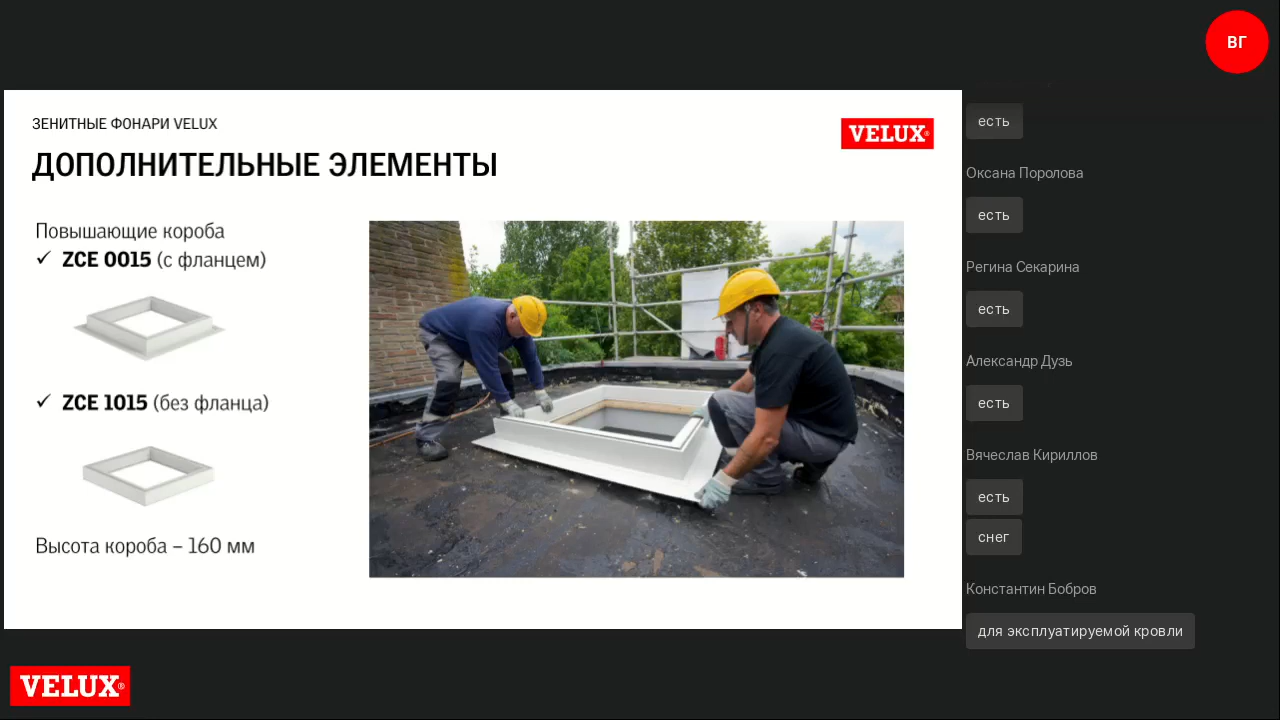 ВГ
ЗЕНИТНЫЕ ФОНАРИ VELUX
VELUX®
ДОПОЛНИТЕЛЬНЫЕ ЭЛЕМЕНТЫ
Повышающие короба
✓ ZCE 0015 (с фланцем)
✓ ZCE 1015 (без фланца)
Высота короба – 160 мм
есть
Оксана Поролова
есть
Регина Секарина
есть
Александр Дузь
есть
Вячеслав Кириллов
есть
снег
Константин Бобров
для эксплуатируемой кровли
VELUX®